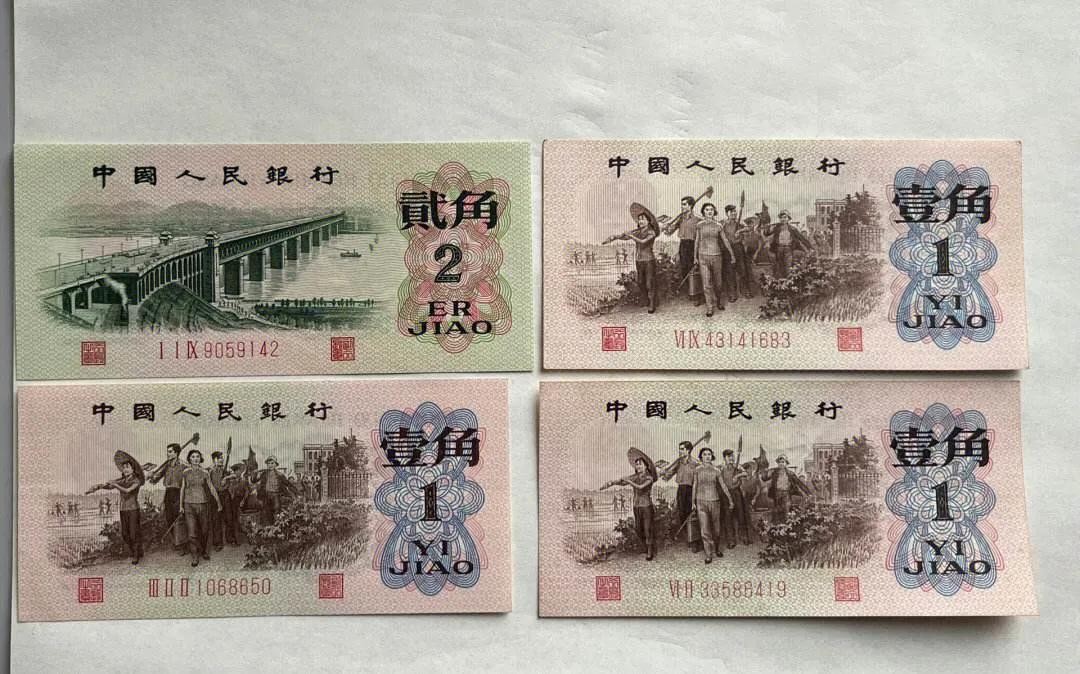 中國人民銀行
貳角
2
ER
JIAO
I I IX 9059142
中國人民銀行
壹角
1
YI
JIAO
VI IX 43141683
中國人民銀行
壹角
1
YI
JIAO
III II II 1068650
中國人民銀行
壹角
1
YI
JIAO
VI II 33586419